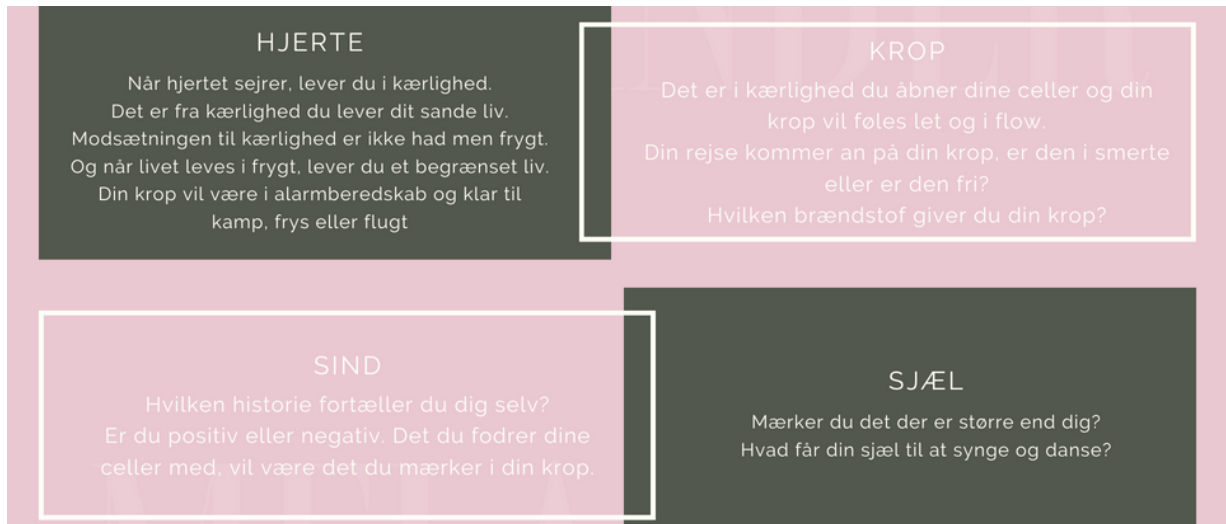 HJERTE
Når hjertet sejrer, lever du i kærlighed.
Det er fra kærlighed du lever dit sande liv.
Modsætningen til kærlighed er ikke had men frygt.
Og når livet leves i frygt, lever du et begrænset liv.
Din krop vil være i alarmberedskab og klar til
kamp, frys eller flugt
KROP
Det er i kærlighed du åbner dine celler og din
krop vil føles let og i flow.
Din rejse kommer an på din krop, er den i smerte
eller er den fri?
Hvilken brændstof giver du din krop?
SIND
Hvilken historie fortæller du dig selv?
Er du positiv eller negativ. Det du fodrer dine
celler med, vil være det du mærker i din krop.
SJÆL
Mærker du det der er større end dig?
Hvad får din sjæl til at synge og danse?